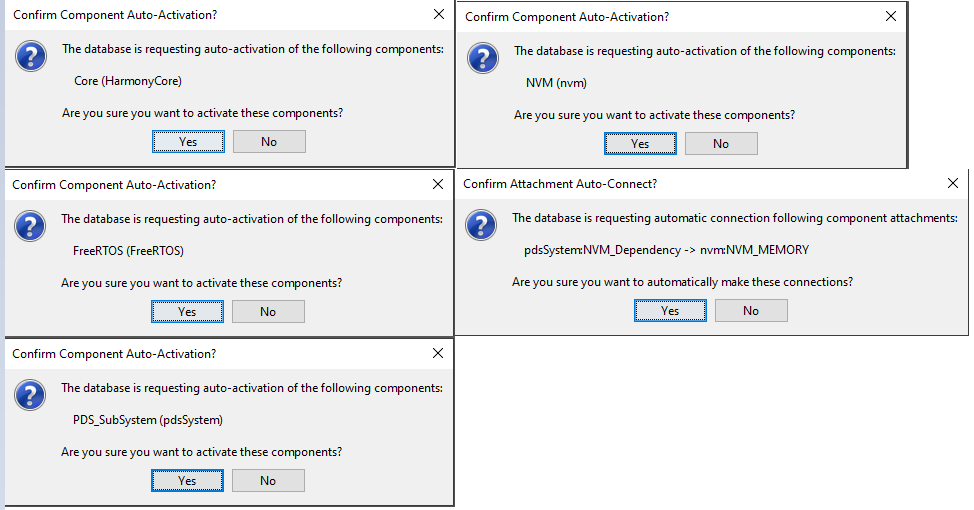 Confirm Component Auto-Activation?
The database is requesting auto-activation of the following components:
Core (HarmonyCore)
Are you sure you want to activate these components?
Yes
No
Confirm Component Auto-Activation?
The database is requesting auto-activation of the following components:
NVM (nvm)
Are you sure you want to activate these components?
Yes
No
Confirm Component Auto-Activation?
The database is requesting auto-activation of the following components:
FreeRTOS (FreeRTOS)
Are you sure you want to activate these components?
Yes
No
Confirm Attachment Auto-Connect?
The database is requesting automatic connection following component attachments:
pdsSystem:NVM_Dependency -> nvm:NVM_MEMORY
Are you sure you want to automatically make these connections?
Yes
No
Confirm Component Auto-Activation?
The database is requesting auto-activation of the following components:
PDS_SubSystem (pdsSystem)
Are you sure you want to activate these components?
Yes
No